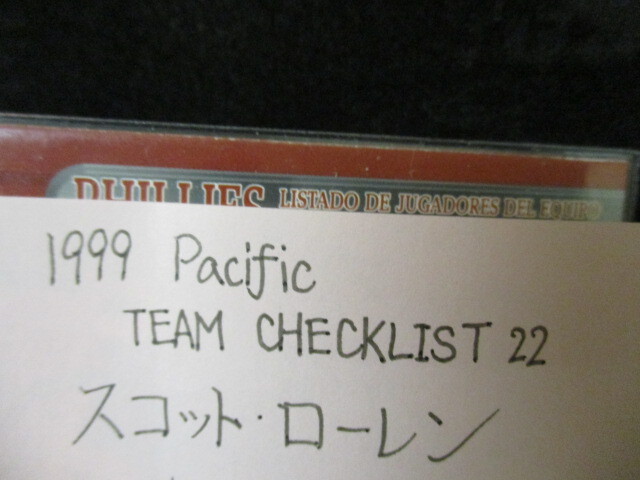 PHILLIES LISTADO DE JUGADORES DEL EQUIPO
1999 Pacific
TEAM CHECKLIST 22
スコット・ローレン